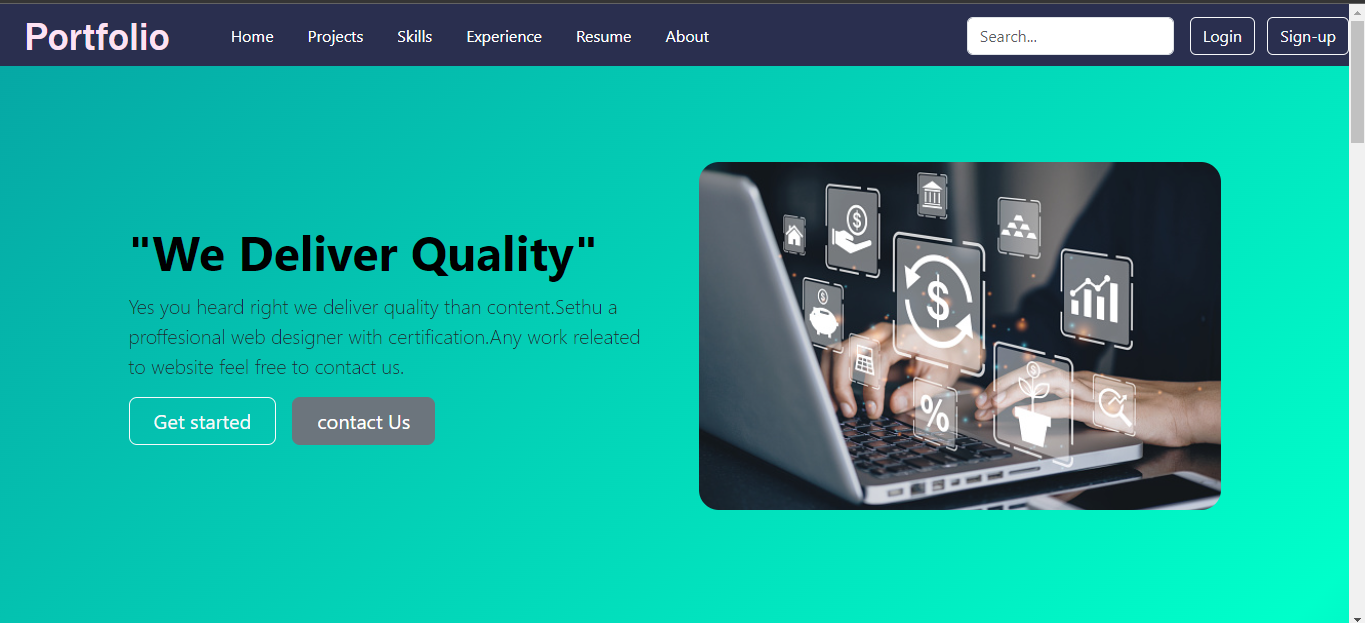 Portfolio Home Projects Skills Experience Resume About Search... Login Sign-up
"We Deliver Quality"
Yes you heard right we deliver quality than content.Sethu a
proffesional web designer with certification.Any work releated
to website feel free to contact us.
Get started contact Us
$
$
$
$
%